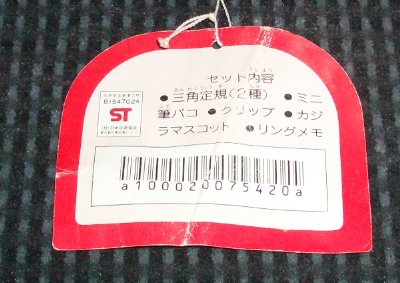 セット内容
●三角定規(2種) ●ミニ
筆バコ ●クリップ ●カジ
ラマスコット ●リングメモ
BI547024
ST
a100020075420a